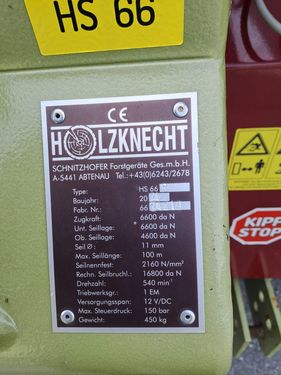 HS 66
CE
HOLZKNECHT
SCHNITZHOFER Forstgeräte Ges.m.b.H.
A-5441 ABTENAU Tel.:+43(0)6243/2678
Type: HS 66
Baujahr: 20
Fabr. Nr.: 66
Zugkraft: 6600 da N
Unt. Seillage: * 6600 da N
Ob. Seillage: 4600 da N
Seil Ø: 11 mm
Max. Seillänge: 100 m
Seilnennfest: 2160 N/mm²
Rechn. Seilbruchl.: 16800 da N
Drehzahl: 540 min⁻¹
Triebwerksgr.: 1 EM
Versorgungsspan: 12 V/DC
Max. Steuerdruck: 150 bar
Gewicht: 450 kg
KIPP
STOP